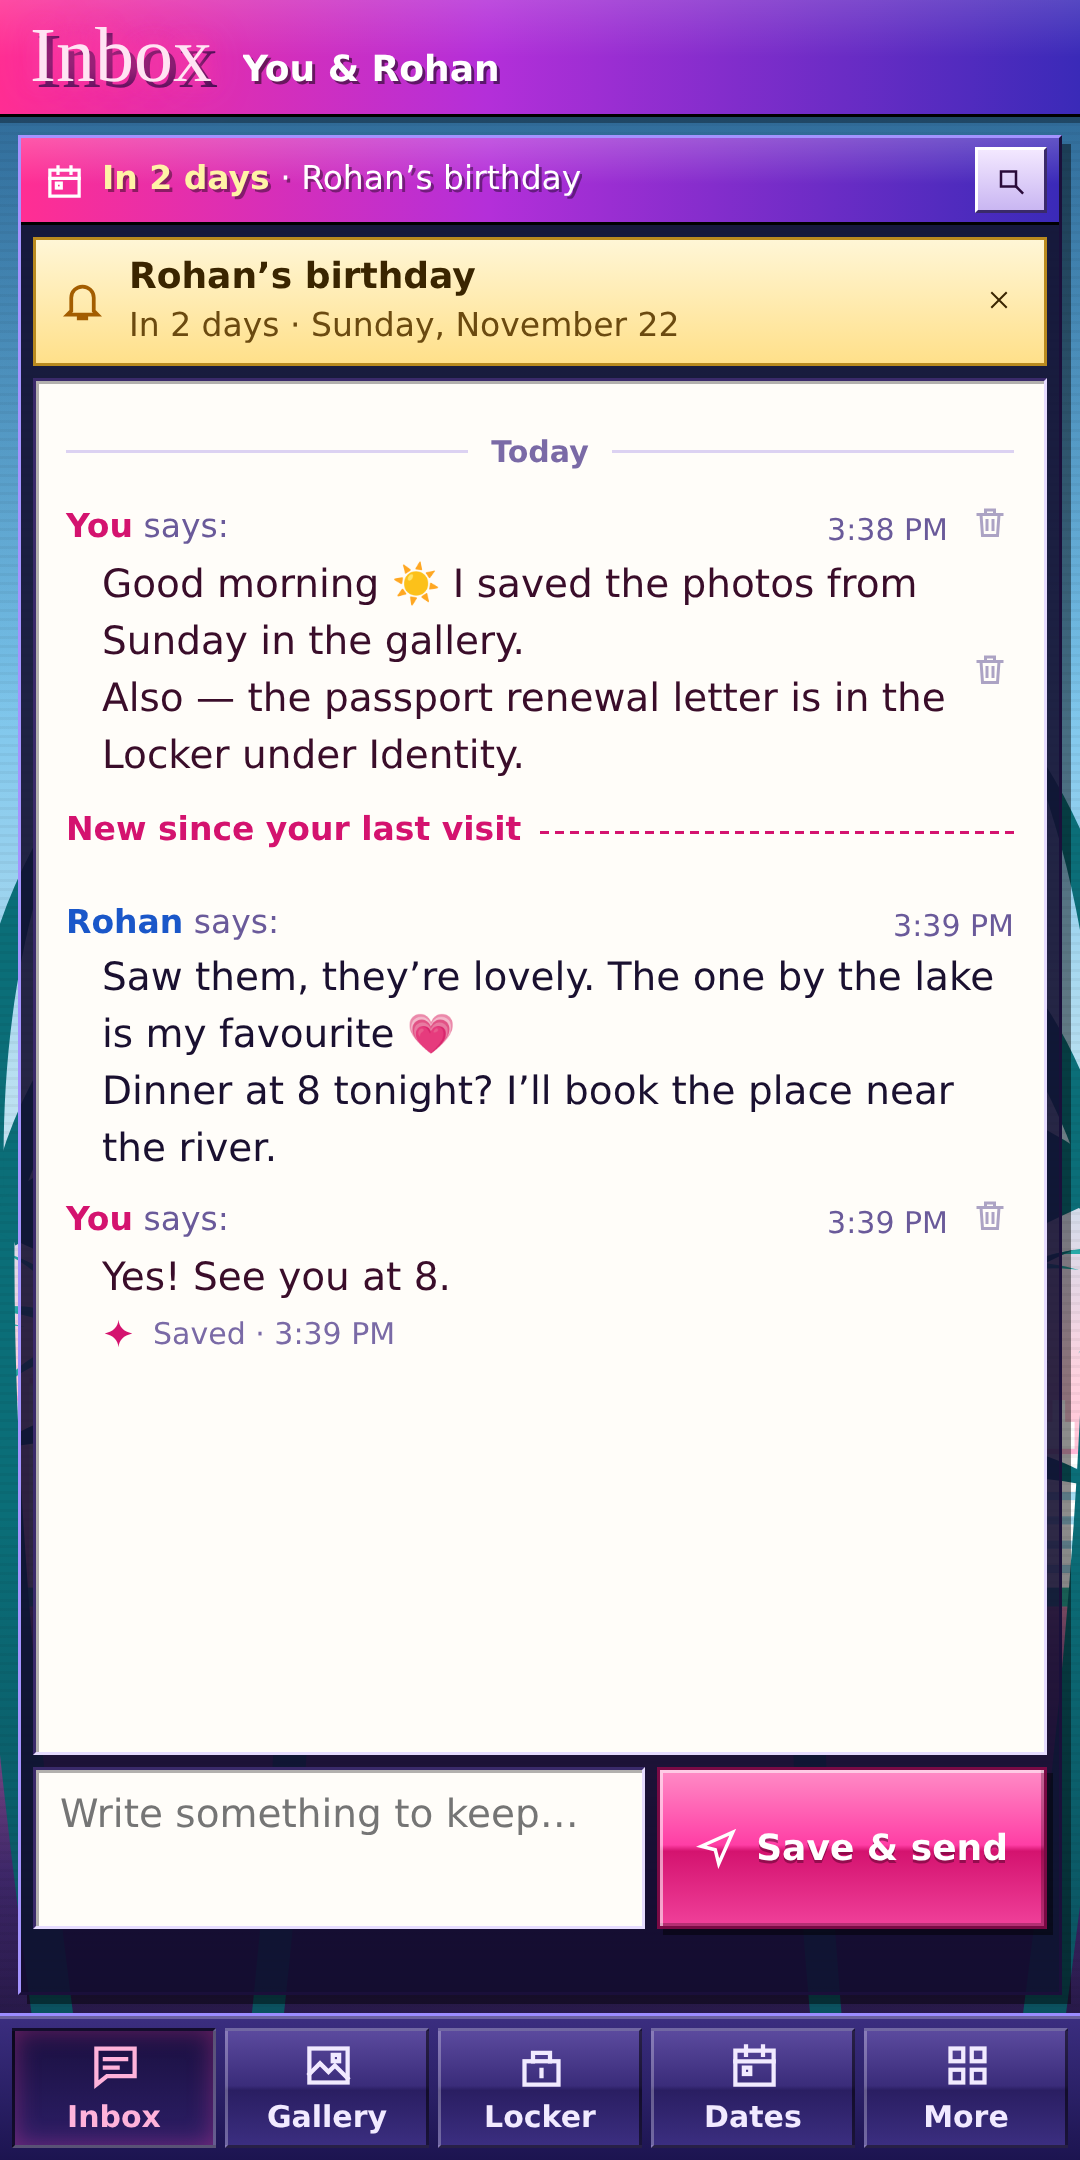 Inbox You & Rohan
In 2 days · Rohan’s birthday
Rohan’s birthday
In 2 days · Sunday, November 22
Today
You says: 3:38 PM
Good morning ☀️ I saved the photos from
Sunday in the gallery.
Also — the passport renewal letter is in the
Locker under Identity.
New since your last visit
Rohan says: 3:39 PM
Saw them, they’re lovely. The one by the lake
is my favourite 💗
Dinner at 8 tonight? I’ll book the place near
the river.
You says: 3:39 PM
Yes! See you at 8.
Saved · 3:39 PM
Write something to keep…
Save & send
Inbox Gallery Locker Dates More